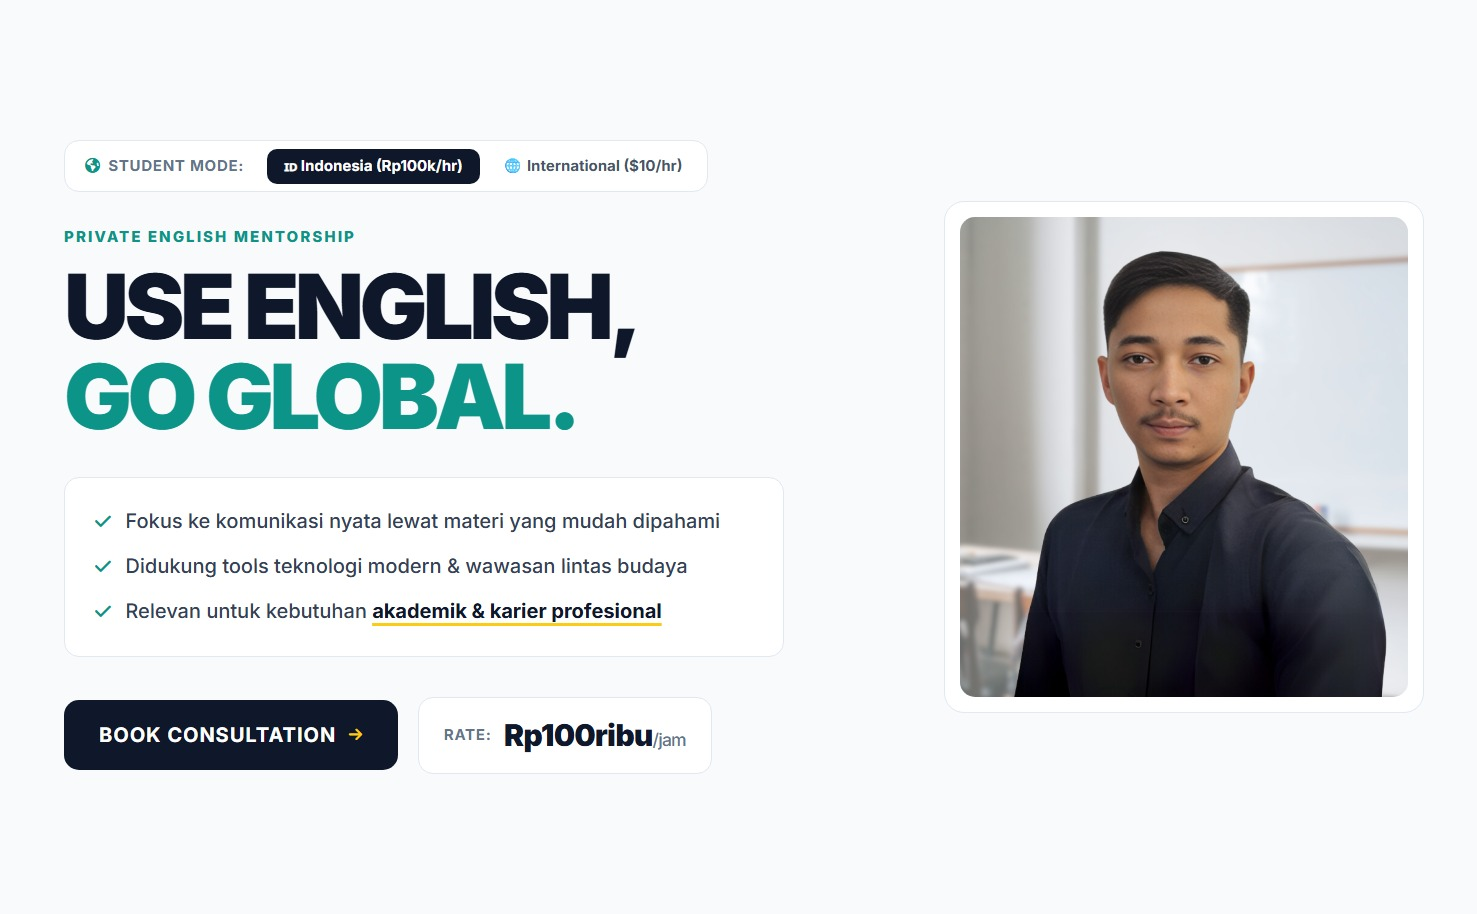 STUDENT MODE: ID Indonesia (Rp100k/hr) International ($10/hr)
PRIVATE ENGLISH MENTORSHIP
USE ENGLISH,
GO GLOBAL.
Fokus ke komunikasi nyata lewat materi yang mudah dipahami
Didukung tools teknologi modern & wawasan lintas budaya
Relevan untuk kebutuhan akademik & karier profesional
BOOK CONSULTATION →
RATE: Rp100ribu/jam